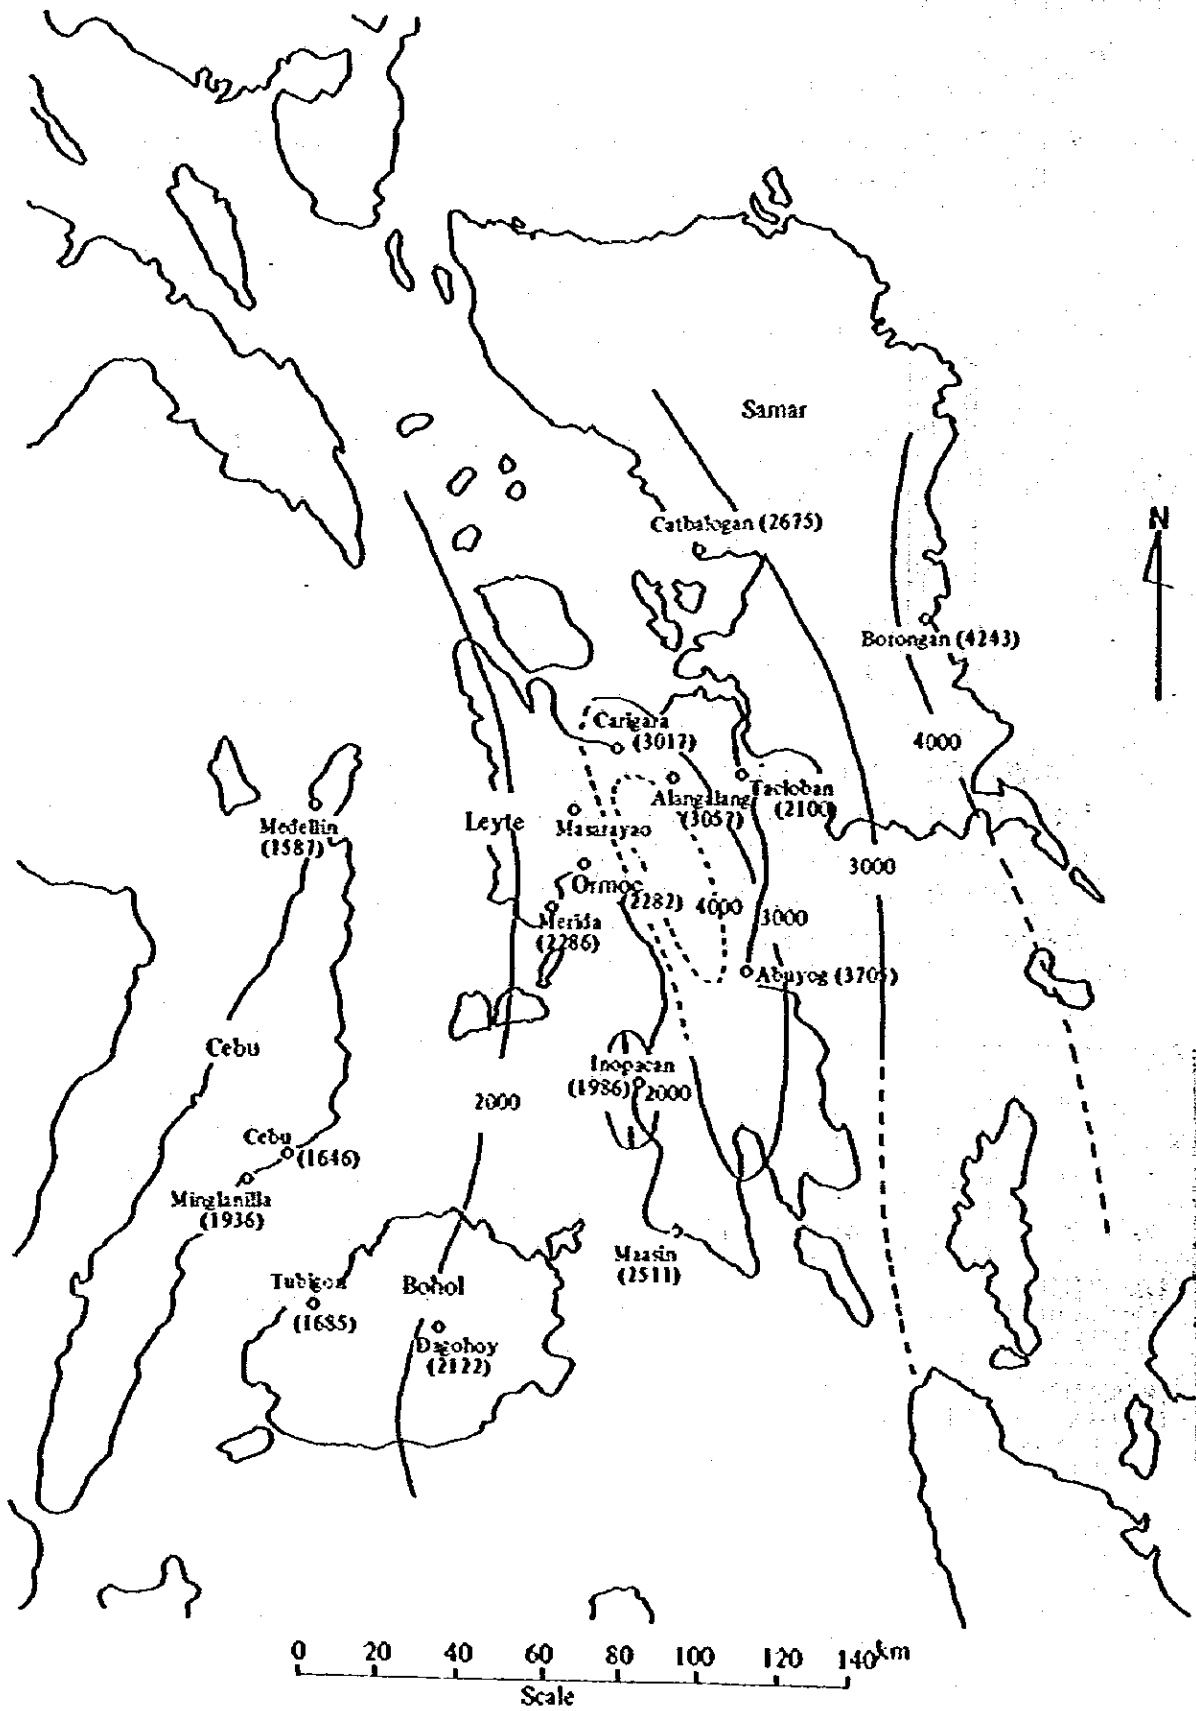 Samar
Catbalogan (2675)
N
Borongan (4243)
Carigara
(3017)
4000
Alangalang
(3057)
Tacloban
(2100)
Medellin
(1587)
Leyte
Masarayao
3000
Ormoc
(2282)
4000
3000
Merida
(2286)
Abuyog (3705)
Cebu
Inopacan
(1986)
2000
2000
Cebu
(1646)
Minglanilla
(1936)
Maasin
(2511)
Tubigon
(1685)
Bohol
Dagohoy
(2122)
0 20 40 60 80 100 120 140 km
Scale